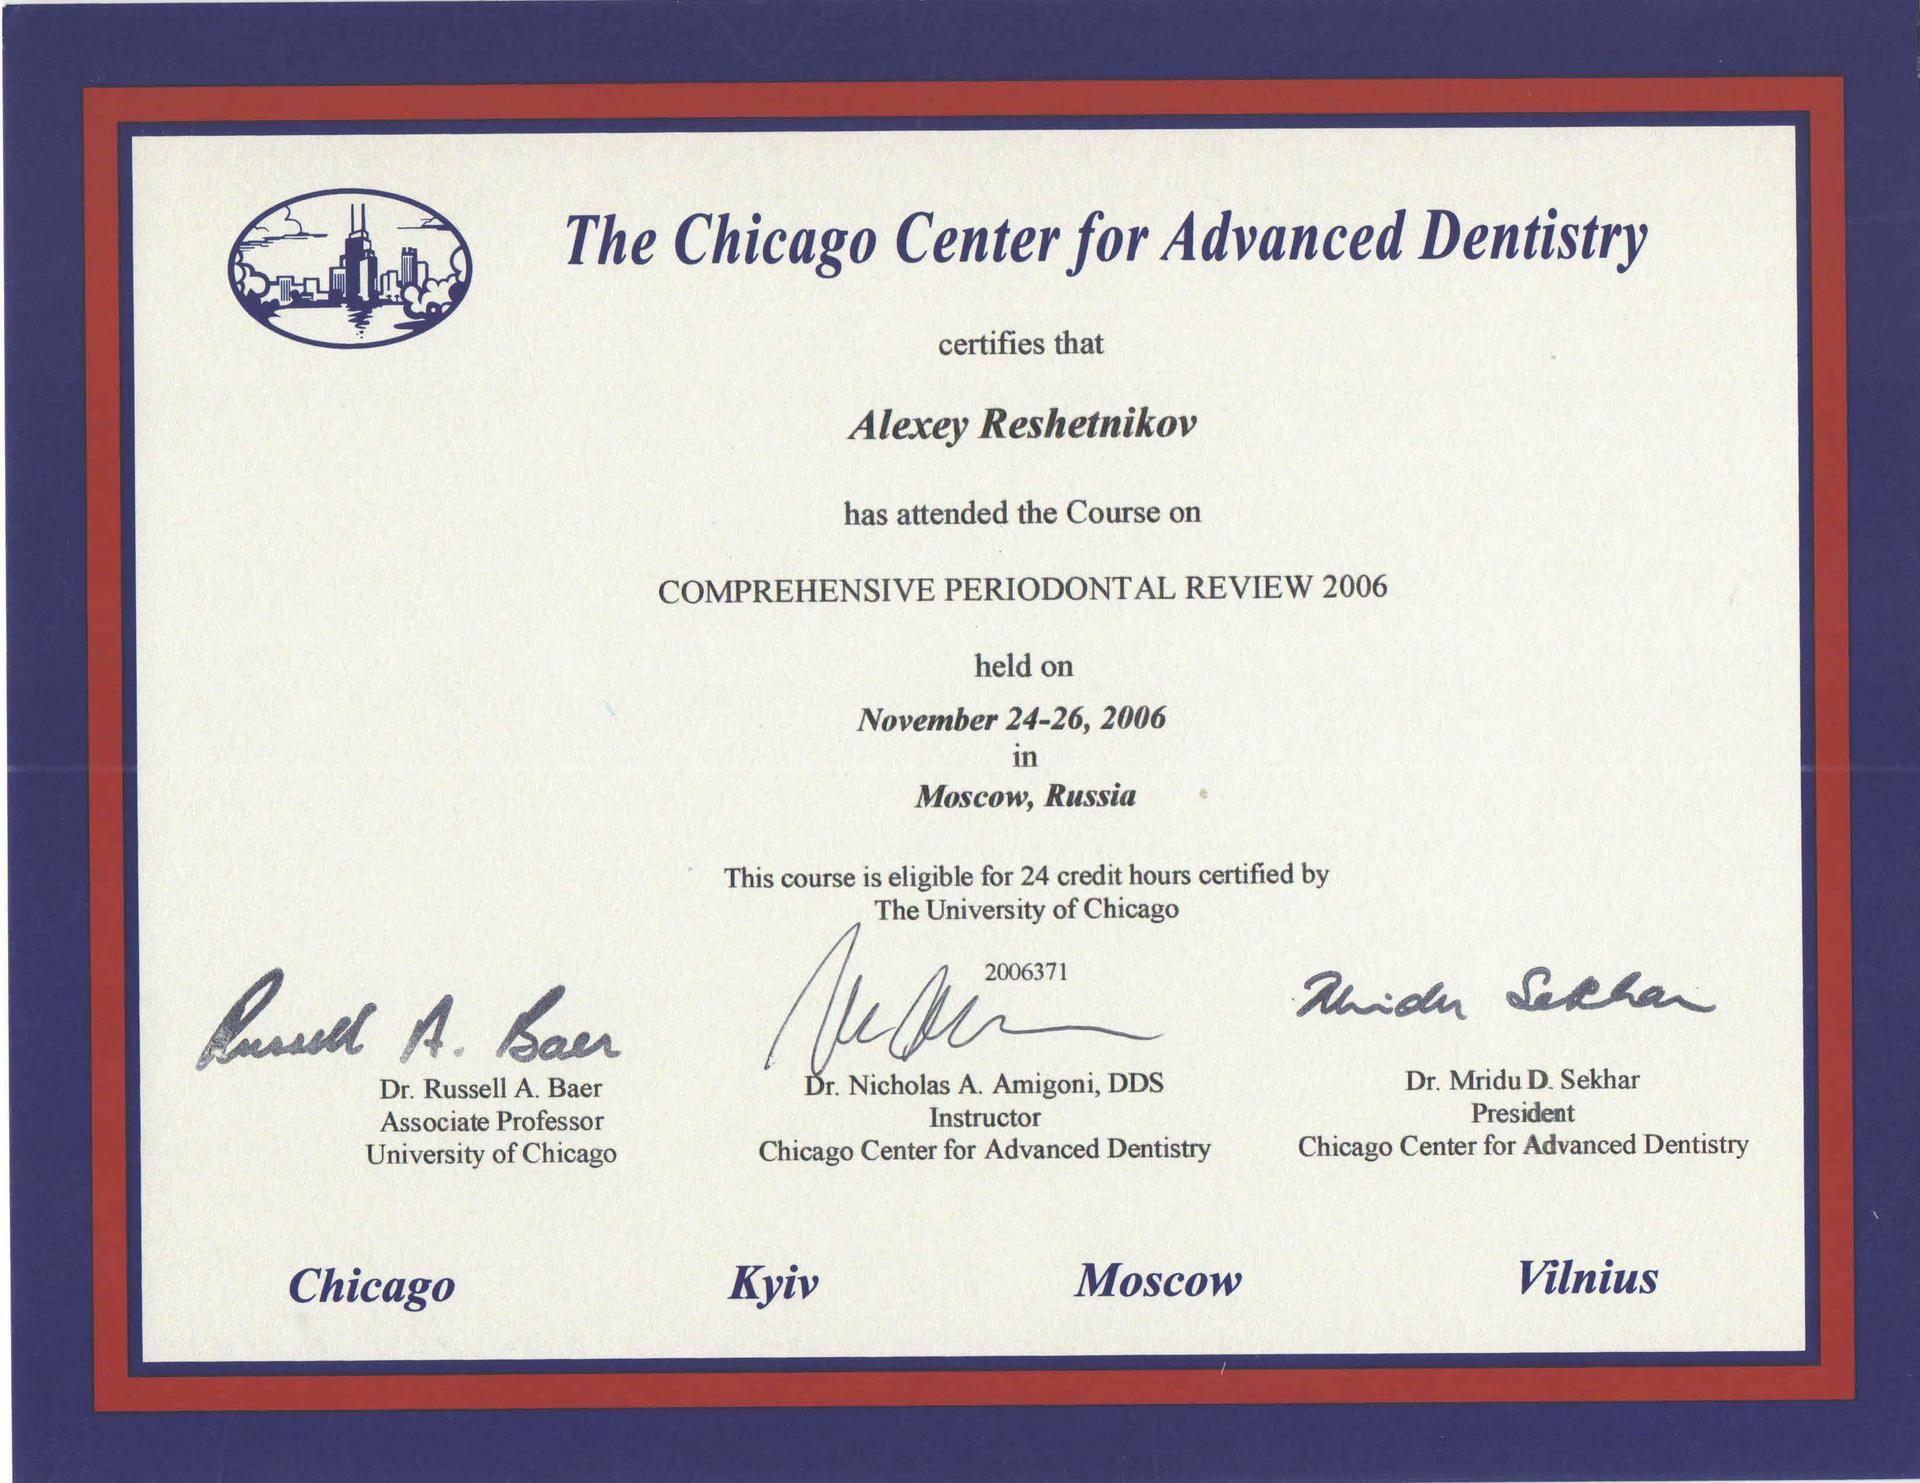 The Chicago Center for Advanced Dentistry
certifies that
Alexey Reshetnikov
has attended the Course on
COMPREHENSIVE PERIODONTAL REVIEW 2006
held on
November 24-26, 2006
in
Moscow, Russia
This course is eligible for 24 credit hours certified by
The University of Chicago
2006371
Russell A. Baer
Mridu Sekhar
Dr. Russell A. Baer
Associate Professor
University of Chicago
Dr. Nicholas A. Amigoni, DDS
Instructor
Chicago Center for Advanced Dentistry
Dr. Mridu D. Sekhar
President
Chicago Center for Advanced Dentistry
Chicago Kyiv Moscow Vilnius